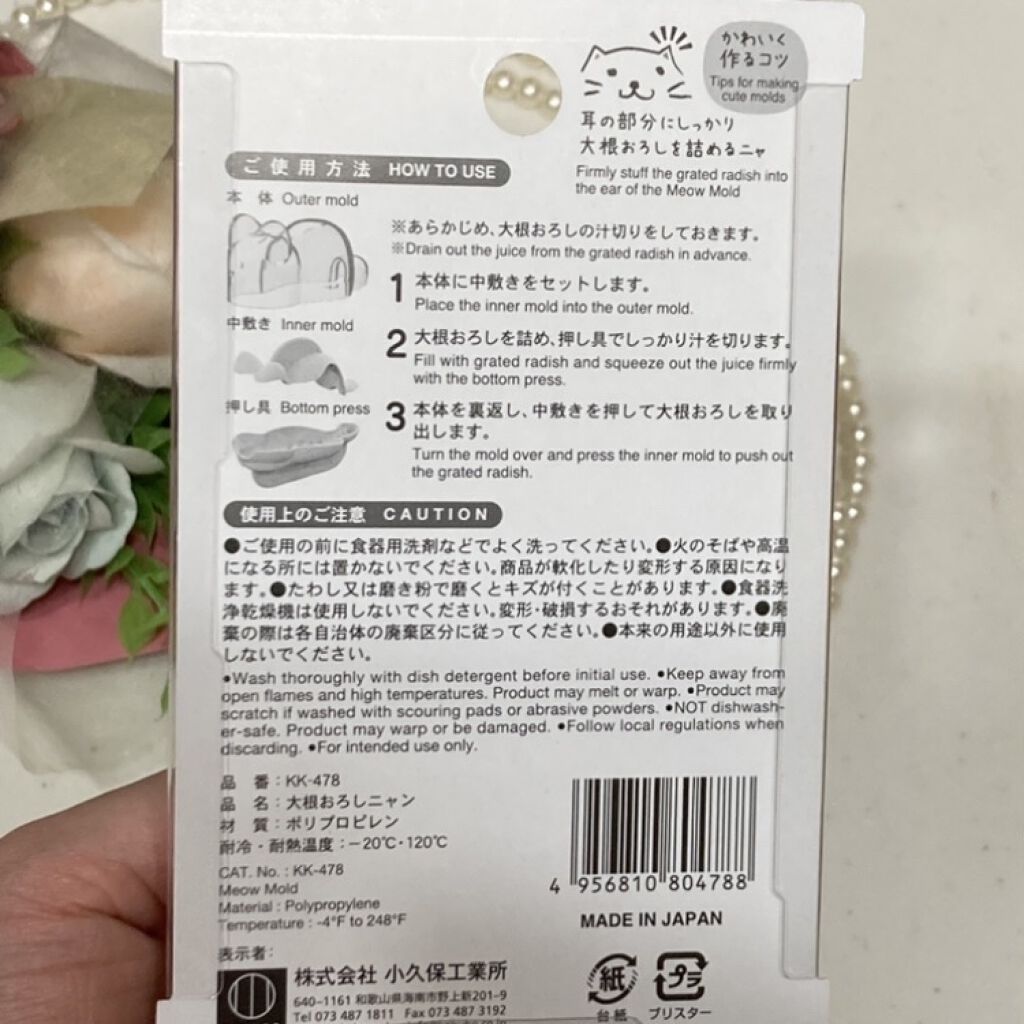 かわいく
作るコツ
Tips for making
cute molds
耳の部分にしっかり
大根おろしを詰めるニャ
Firmly stuff the grated radish into
the ear of the Meow Mold
ご使用方法 HOW TO USE
本 体 Outer mold
※あらかじめ、大根おろしの汁切りをしておきます。
※Drain out the juice from the grated radish in advance.
1 本体に中敷きをセットします。
Place the inner mold into the outer mold.
中敷き Inner mold
2 大根おろしを詰め、押し具でしっかり汁を切ります。
Fill with grated radish and squeeze out the juice firmly
with the bottom press.
押し具 Bottom press
3 本体を裏返し、中敷きを押して大根おろしを取り
出します。
Turn the mold over and press the inner mold to push out
the grated radish.
使用上のご注意 CAUTION
●ご使用の前に食器用洗剤などでよく洗ってください。●火のそばや高温
になる所には置かないでください。商品が軟化したり変形する原因になり
ます。●たわし又は磨き粉で磨くとキズが付くことがあります。●食器洗
浄乾燥機は使用しないでください。変形・破損するおそれがあります。●廃
棄の際は各自治体の廃棄区分に従ってください。●本来の用途以外に使用
しないでください。
●Wash thoroughly with dish detergent before initial use. ●Keep away from
open flames and high temperatures. Product may melt or warp. ●Product may
scratch if washed with scouring pads or abrasive powders. ●NOT dishwash-
er-safe. Product may warp or be damaged. ●Follow local regulations when
discarding. ●For intended use only.
品 番：KK-478
品 名：大根おろしニャン
材 質：ポリプロピレン
耐冷・耐熱温度：－20℃・120℃
CAT. No. : KK-478
Meow Mold
Material : Polypropylene
Temperature : -4°F to 248°F
4 956810 804788
MADE IN JAPAN
表示者：
株式会社 小久保工業所
640-1161 和歌山県海南市野上新201-9
Tel 073 487 1811 Fax 073 487 3192
紙
台紙
プラ
ブリスター